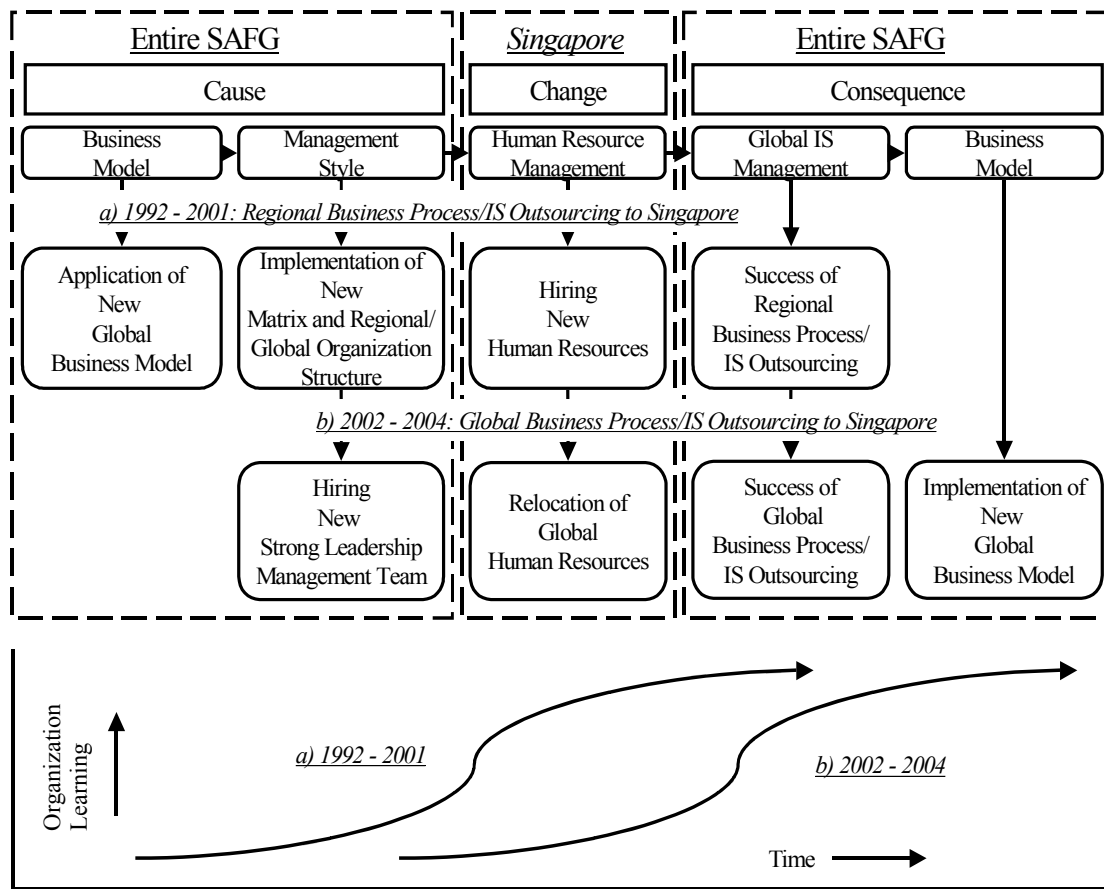 Entire SAFG
Singapore
Entire SAFG
Cause
Change
Consequence
Business
Model
Management
Style
Human Resource
Management
Global IS
Management
Business
Model
a) 1992 - 2001: Regional Business Process/IS Outsourcing to Singapore
Application of
New
Global
Business Model
Implementation of
New
Matrix and Regional/
Global Organization
Structure
Hiring
New
Human Resources
Success of
Regional
Business Process/
IS Outsourcing
b) 2002 - 2004: Global Business Process/IS Outsourcing to Singapore
Hiring
New
Strong Leadership
Management Team
Relocation of
Global
Human Resources
Success of
Global
Business Process/
IS Outsourcing
Implementation of
New
Global
Business Model
Organization
Learning
a) 1992 - 2001
b) 2002 - 2004
Time